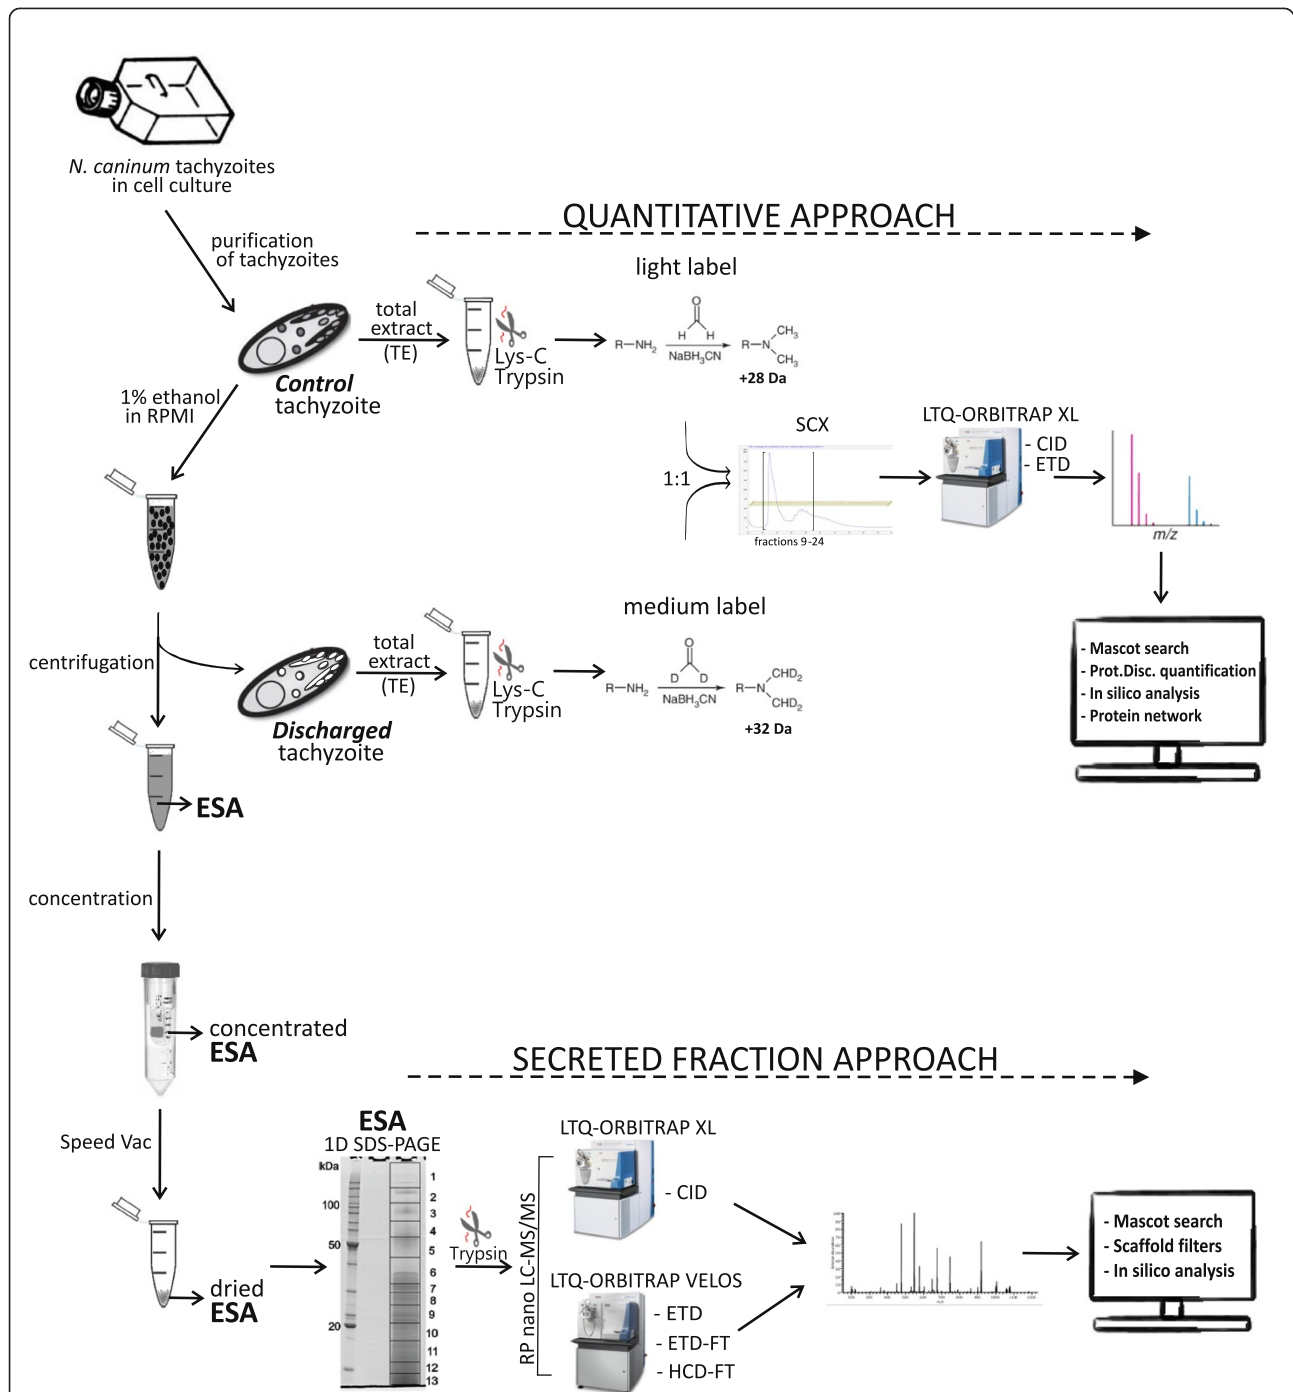 N. caninum tachyzoites
in cell culture
purification
of tachyzoites
QUANTITATIVE APPROACH
light label
total
extract
(TE)
Lys-C
Trypsin
R—NH2
O
H H
NaBH3CN
R—N
CH3
CH3
+28 Da
Control
tachyzoite
1% ethanol
in RPMI
1:1
SCX
fractions 9-24
LTQ-ORBITRAP XL
- CID
- ETD
m/z
medium label
centrifugation
total
extract
(TE)
Lys-C
Trypsin
R—NH2
O
D D
NaBH3CN
R—N
CHD2
CHD2
+32 Da
Discharged
tachyzoite
- Mascot search
- Prot.Disc. quantification
- In silico analysis
- Protein network
ESA
concentration
concentrated
ESA
SECRETED FRACTION APPROACH
Speed Vac
dried
ESA
ESA
1D SDS-PAGE
kDa
100
50
20
1
2
3
4
5
6
7
8
9
10
11
12
13
Trypsin
RP nano LC-MS/MS
LTQ-ORBITRAP XL
- CID
LTQ-ORBITRAP VELOS
- ETD
- ETD-FT
- HCD-FT
- Mascot search
- Scaffold filters
- In silico analysis